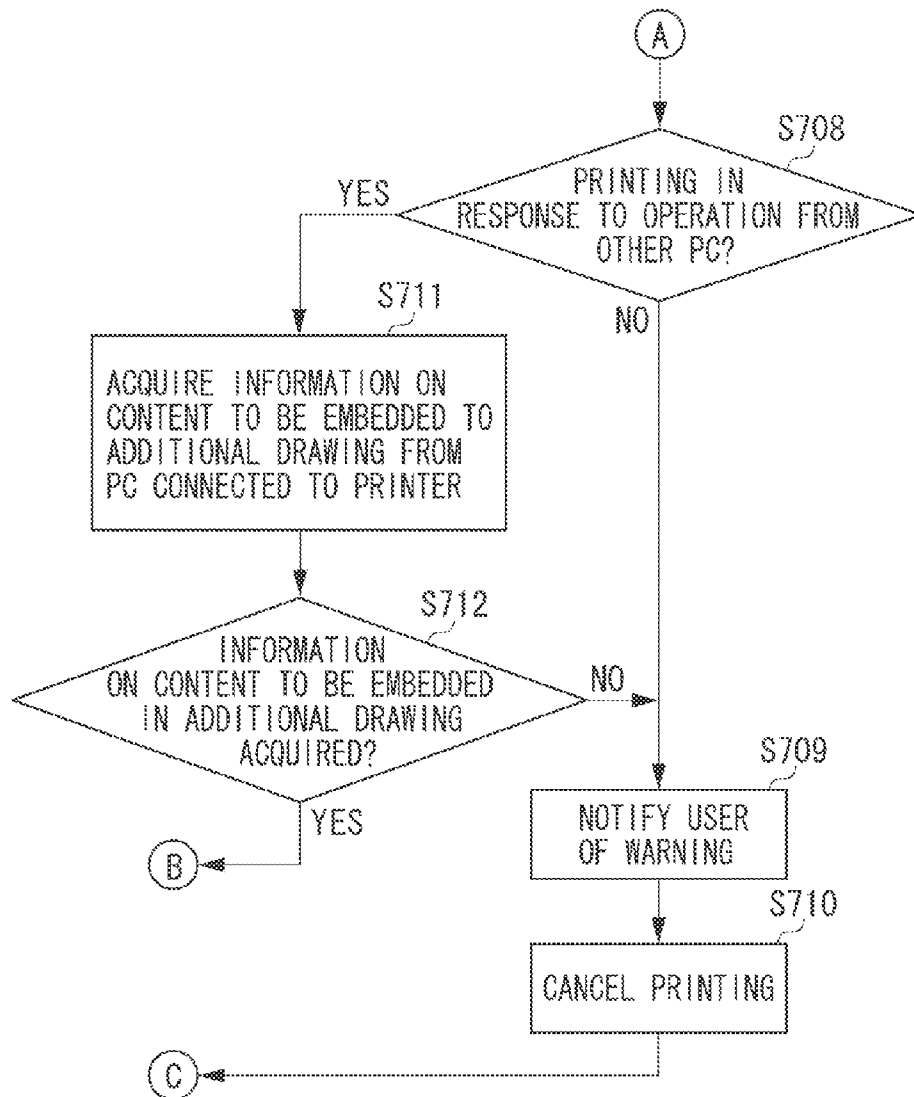 A
S708
PRINTING IN
RESPONSE TO OPERATION FROM
OTHER PC?
YES
NO
S711
ACQUIRE INFORMATION ON
CONTENT TO BE EMBEDDED TO
ADDITIONAL DRAWING FROM
PC CONNECTED TO PRINTER
S712
INFORMATION
ON CONTENT TO BE EMBEDDED
IN ADDITIONAL DRAWING
ACQUIRED?
NO
YES
B
S709
NOTIFY USER
OF WARNING
S710
CANCEL PRINTING
C